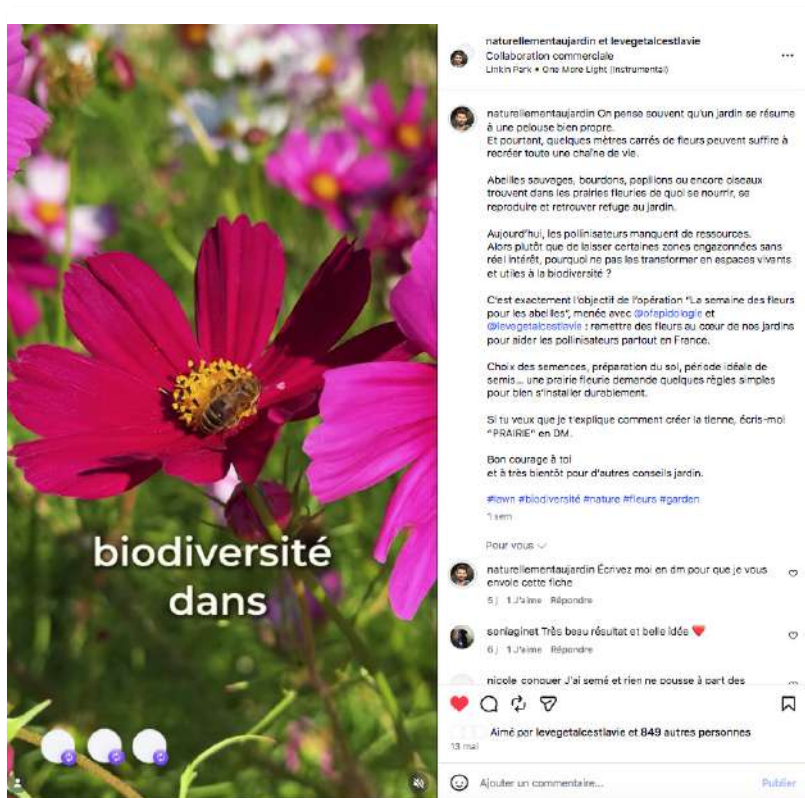 biodiversité
dans
naturellementaujardin et levegetalcestlavie
Collaboration commerciale
Linkin Park • One More Light (Instrumental)
naturellementaujardin On pense souvent qu'un jardin se résume
à une pelouse bien propre.
Et pourtant, quelques mètres carrés de fleurs peuvent suffire à
recréer toute une chaîne de vie.
Abeilles sauvages, bourdons, papillons ou encore oiseaux
trouvent dans les prairies fleuries de quoi se nourrir, se
reproduire et retrouver refuge au jardin.
Aujourd'hui, les pollinisateurs manquent de ressources.
Alors plutôt que de laisser certaines zones engazonnées sans
réel intérêt, pourquoi ne pas les transformer en espaces vivants
et utiles à la biodiversité ?
C'est exactement l'objectif de l'opération "La semaine des fleurs
pour les abeilles", menée avec @ofapidologie et
@levegetalcestlavie : remettre des fleurs au cœur de nos jardins
pour aider les pollinisateurs partout en France.
Choix des semences, préparation du sol, période idéale de
semis... une prairie fleurie demande quelques règles simples
pour bien s'installer durablement.
Si tu veux que je t'explique comment créer la tienne, écris-moi
"PRAIRIE" en DM.
Bon courage à toi
et à très bientôt pour d'autres conseils jardin.
#lawn #biodiversité #nature #fleurs #garden
1 sem
Pour vous
naturellementaujardin Écrivez moi en dm pour que je vous
envoie cette fiche
5 j 1 J'aime Répondre
soniaginet Très beau résultat et belle idée ❤️
6 j 1 J'aime Répondre
nicole_conquer J'ai semé et rien ne pousse à part des
Aimé par levegetalcestlavie et 849 autres personnes
13 mai
Ajouter un commentaire...
Publier